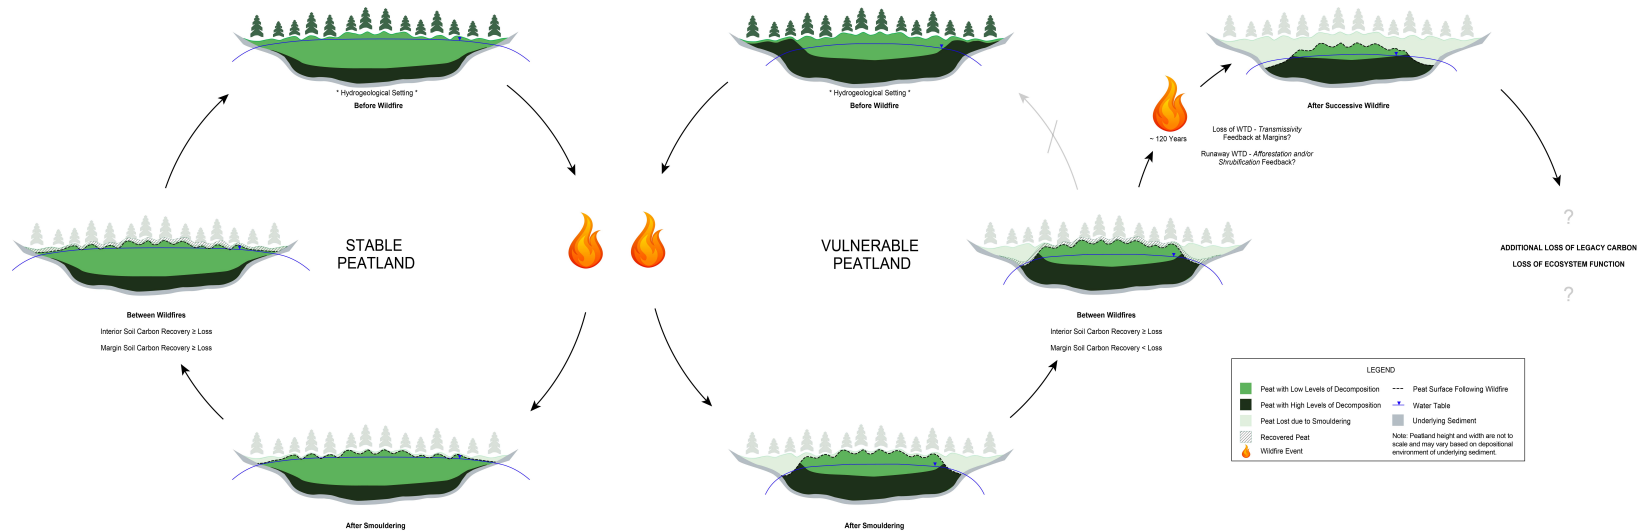 * Hydrogeological Setting *
Before Wildfire
STABLE
PEATLAND
Between Wildfires
Interior Soil Carbon Recovery ≥ Loss
Margin Soil Carbon Recovery ≥ Loss
After Smouldering
* Hydrogeological Setting *
Before Wildfire
VULNERABLE
PEATLAND
After Smouldering
Between Wildfires
Interior Soil Carbon Recovery ≥ Loss
Margin Soil Carbon Recovery < Loss
~ 120 Years
Loss of WTD - Transmissivity
Feedback at Margins?
Runaway WTD - Afforestation and/or
Shrubification Feedback?
After Successive Wildfire
?
ADDITIONAL LOSS OF LEGACY CARBON
LOSS OF ECOSYSTEM FUNCTION
?
LEGEND
Peat with Low Levels of Decomposition
Peat with High Levels of Decomposition
Peat Lost due to Smouldering
Recovered Peat
Wildfire Event
Peat Surface Following Wildfire
Water Table
Underlying Sediment
Note: Peatland height and width are not to
scale and may vary based on depositional
environment of underlying sediment.